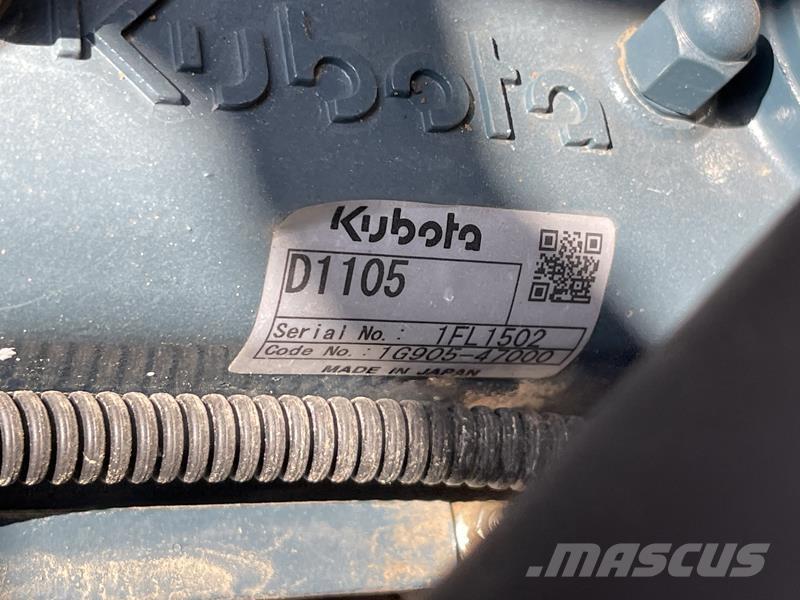 Kubota
Kubota
D1105
Serial No. : 1FL1502
Code No. : 1G905-47000
MADE IN JAPAN
MASCUS